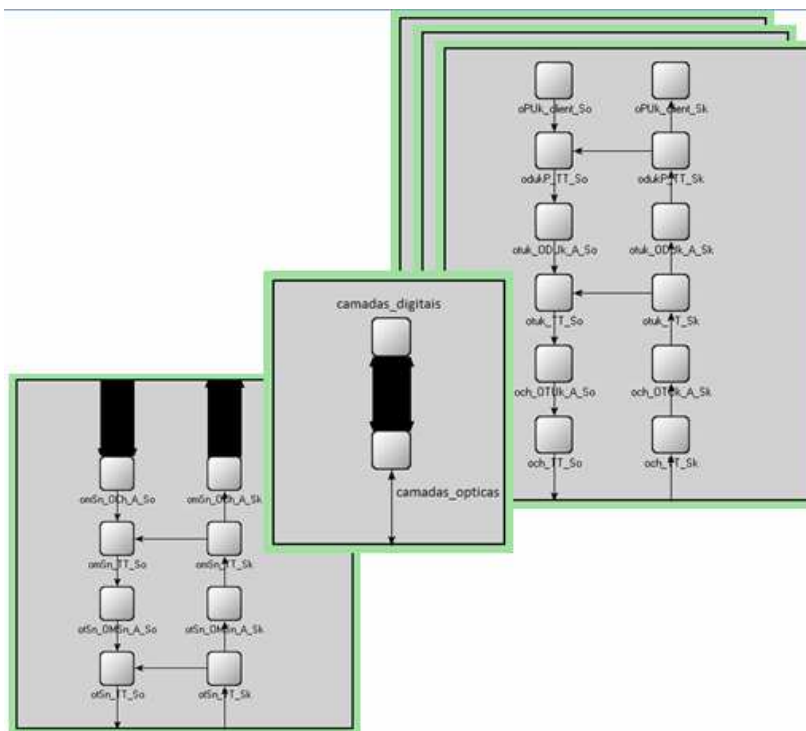 oPUk_client_So
oPUk_client_Sk
odukP_TT_So
odukP_TT_Sk
otuk_ODUk_A_So
otuk_ODUk_A_Sk
otuk_TT_So
otuk_TT_Sk
och_OTUk_A_So
och_OTUk_A_Sk
och_TT_So
och_TT_Sk
camadas_digitais
camadas_opticas
omSn_OCh_A_So
omSn_OCh_A_Sk
omSn_TT_So
omSn_TT_Sk
otSn_OMSn_A_So
otSn_OMSn_A_Sk
otSn_TT_So
otSn_TT_Sk